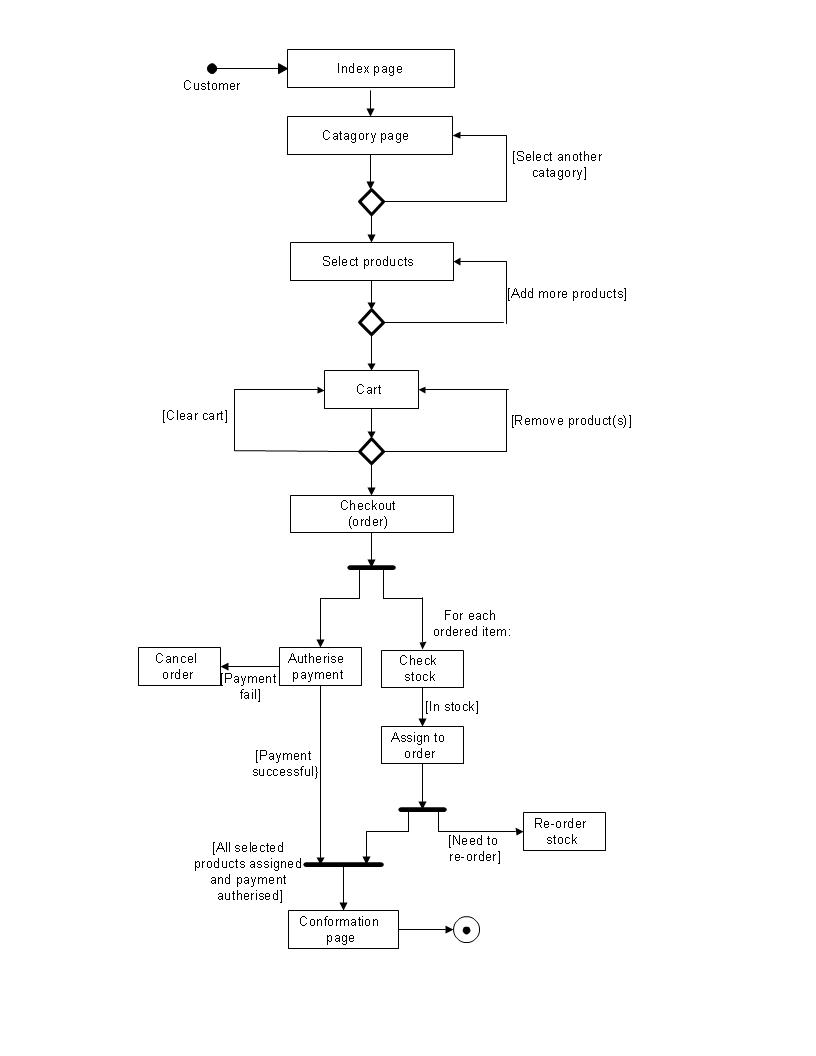 Index page
Customer
Catagory page
[Select another
catagory]
Select products
[Add more products]
Cart
[Clear cart]
[Remove product(s)]
Checkout
(order)
For each
ordered item:
Cancel
order
[Payment
fail]
Autherise
payment
Check
stock
[In stock]
Assign to
order
[Payment
successful}
Re-order
stock
[Need to
re-order]
[All selected
products assigned
and payment
autherised]
Conformation
page